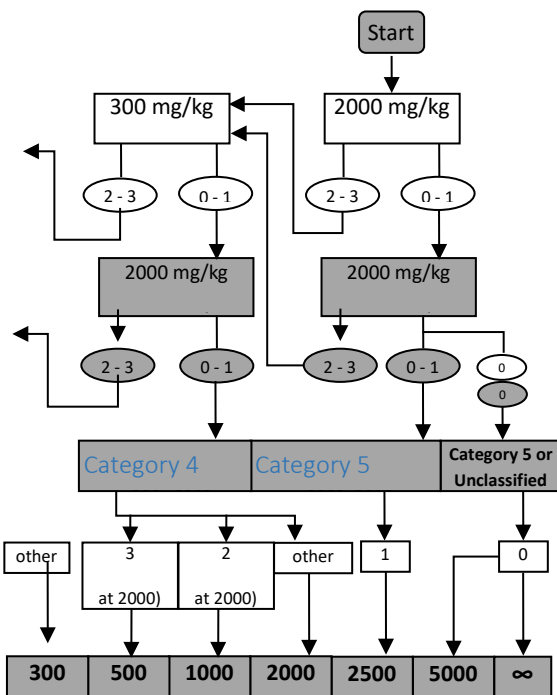 Start
300 mg/kg
2000 mg/kg
2 - 3
0 - 1
2 - 3
0 - 1
2000 mg/kg
2000 mg/kg
2 - 3
0 - 1
2 - 3
0 - 1
0
0
Category 4
Category 5
Category 5 or
Unclassified
other
3
at 2000)
2
at 2000)
other
1
0
300
500
1000
2000
2500
5000
∞